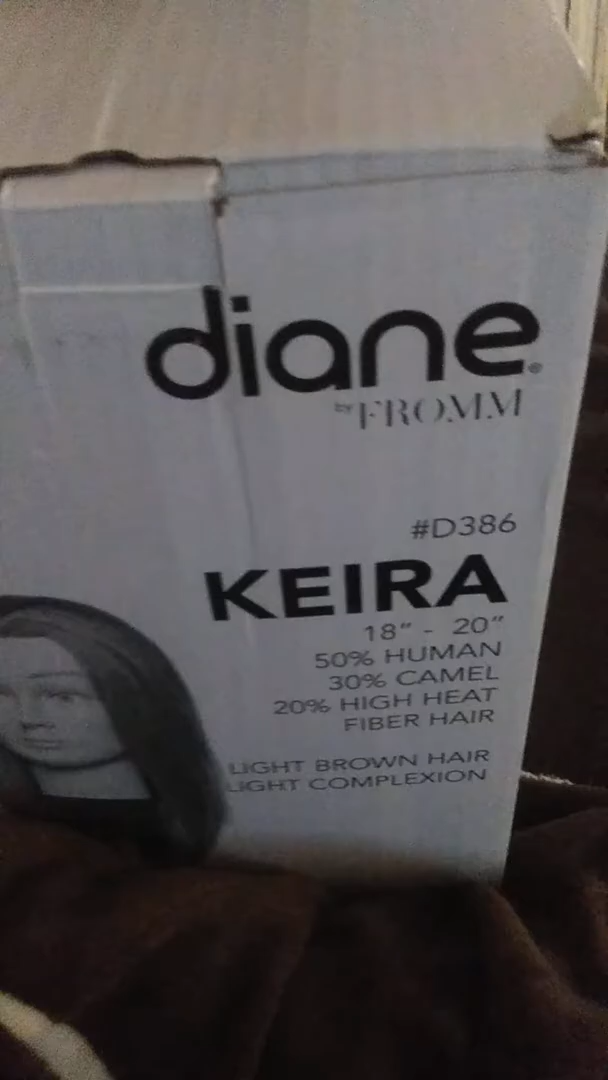 diane®
by FROMM
#D386
KEIRA
18" - 20"
50% HUMAN
30% CAMEL
20% HIGH HEAT
FIBER HAIR
LIGHT BROWN HAIR
LIGHT COMPLEXION